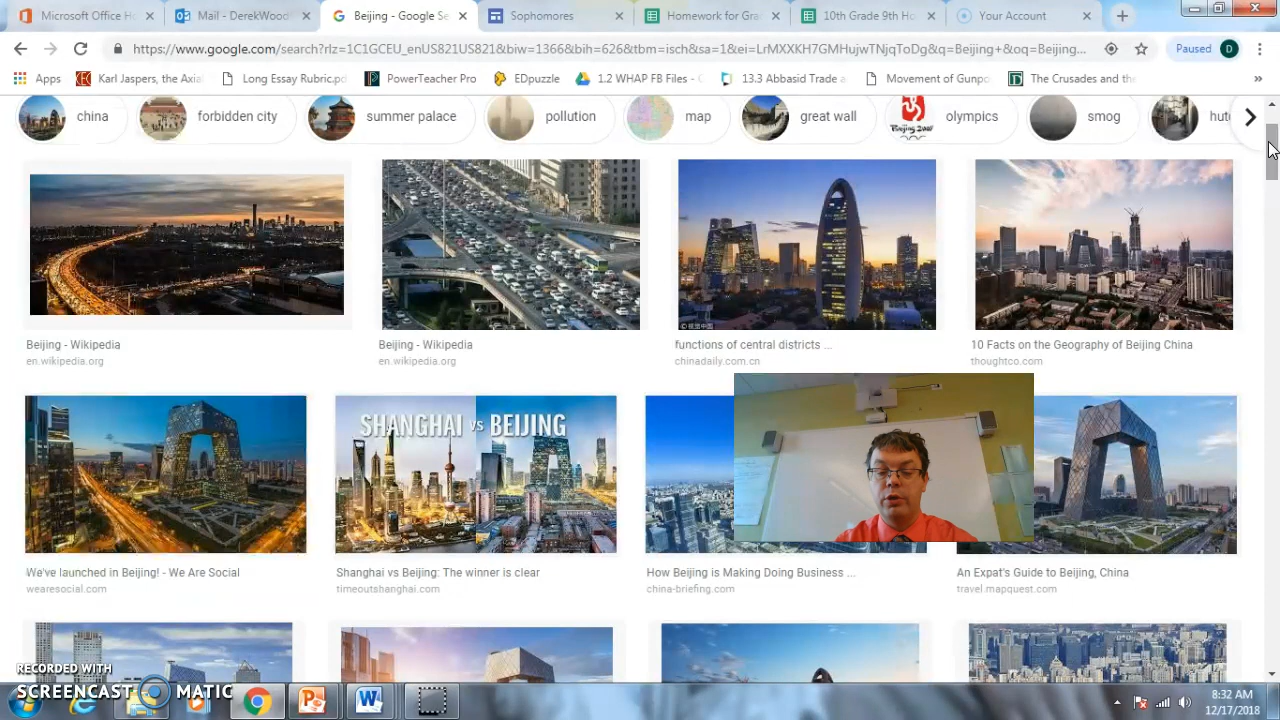 Microsoft Office H
Mail - DerekWood
Beijing - Google Se
Sophomores
Homework for Gra
10th Grade 9th Ho
Your Account
https://www.google.com/search?rlz=1C1GCEU_enUS821US821&biw=1366&bih=626&tbm=isch&sa=1&ei=LrMXXKH7GMHujwTNjqToDg&q=Beijing+&oq=Beijing...
Paused D
Apps
Karl Jaspers, the Axia
Long Essay Rubric.pd
PowerTeacher Pro
EDpuzzle
1.2 WHAP FB Files - G
13.3 Abbasid Trade a
Movement of Gunpo
The Crusades and the
»
china
forbidden city
summer palace
pollution
map
great wall
olympics
smog
hut
Beijing - Wikipedia
en.wikipedia.org
Beijing - Wikipedia
en.wikipedia.org
functions of central districts ...
chinadaily.com.cn
10 Facts on the Geography of Beijing China
thoughtco.com
SHANGHAI vs BEIJING
We've launched in Beijing! - We Are Social
wearesocial.com
Shanghai vs Beijing: The winner is clear
timeoutshanghai.com
How Beijing is Making Doing Business ...
china-briefing.com
An Expat's Guide to Beijing, China
travel.mapquest.com
RECORDED WITH
SCREENCAST MATIC
8:32 AM
12/17/2018